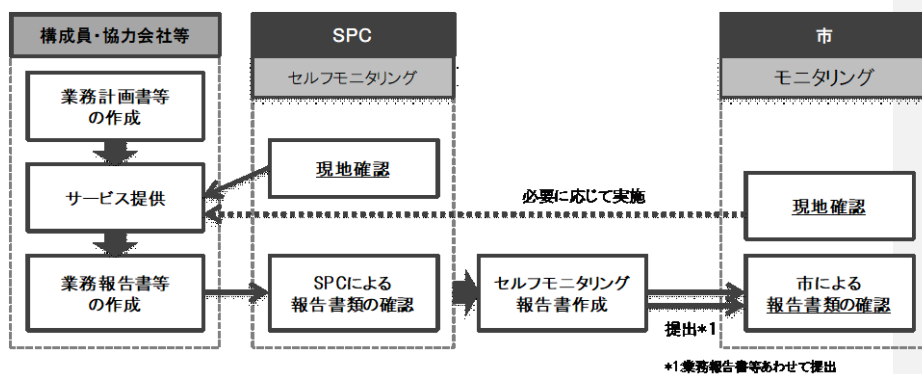 構成員・協力会社等
SPC
市
セルフモニタリング
モニタリング
業務計画書等
の作成
サービス提供
現地確認
必要に応じて実施
現地確認
業務報告書等
の作成
SPCによる
報告書類の確認
セルフモニタリング
報告書作成
市による
報告書類の確認
提出*1
*1:業務報告書等あわせて提出